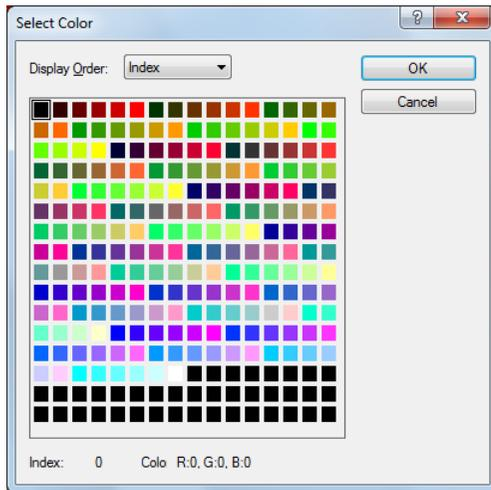 Select Color
Display Order: Index
OK
Cancel
Index: 0 Colo R:0, G:0, B:0